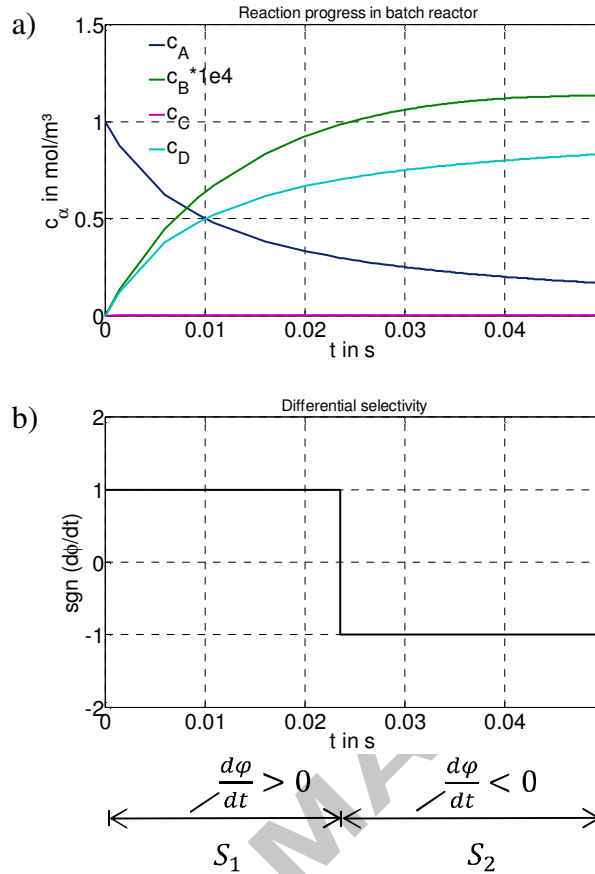 Reaction progress in batch reactor
a)
1.5
1
0.5
0
c_A
c_B*1e4
c_C
c_D
c_α in mol/m³
0 0.01 0.02 0.03 0.04
t in s
b)
Differential selectivity
2
1
0
-1
-2
sgn (dϕ/dt)
0 0.01 0.02 0.03 0.04
t in s
dφ/dt > 0 dφ/dt < 0
S_1 S_2
MA